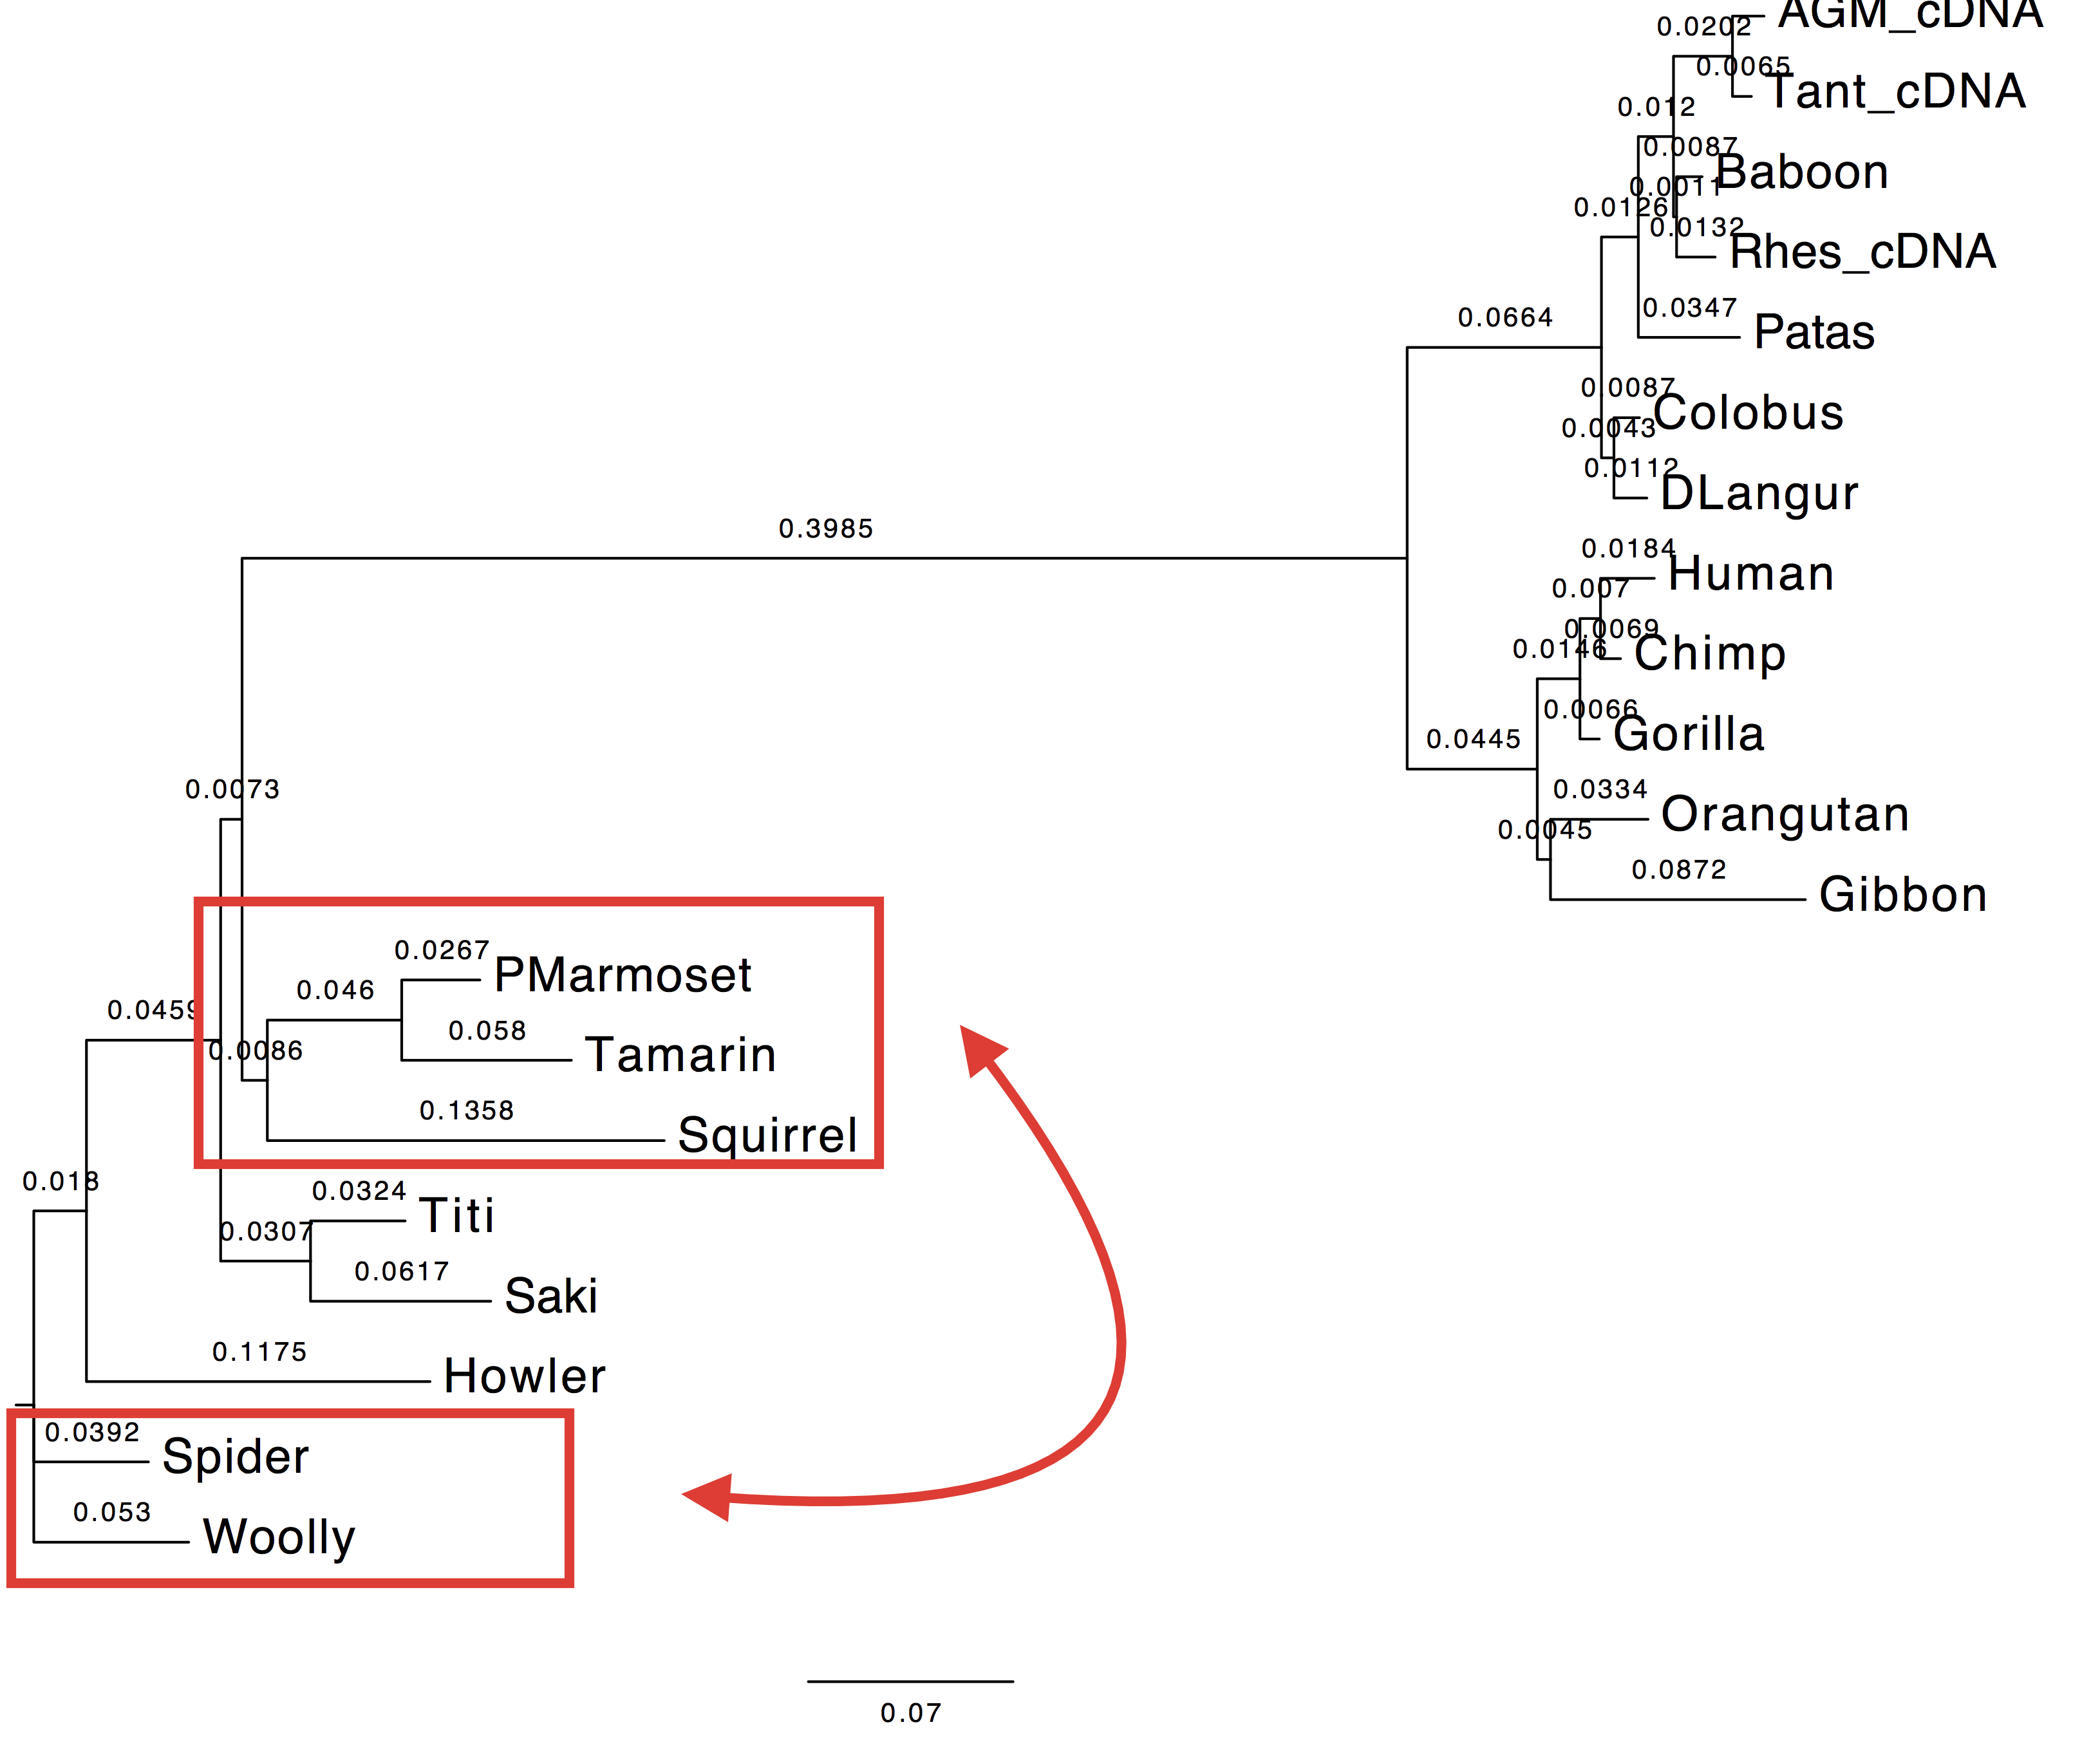 AGM_cDNA
0.0202
0.0065
Tant_cDNA
0.012
0.0087
Baboon
0.0011
0.0126
0.0132
Rhes_cDNA
0.0347
Patas
0.0664
0.0087
Colobus
0.0043
0.0112
DLangur
0.3985
0.0184
Human
0.007
0.0069
Chimp
0.0146
0.0066
Gorilla
0.0445
0.0334
Orangutan
0.0045
0.0872
Gibbon
0.0073
0.0267
PMarmoset
0.046
0.0459
0.058
Tamarin
0.0086
0.1358
Squirrel
0.018
0.0324
Titi
0.0307
0.0617
Saki
0.1175
Howler
0.0392
Spider
0.053
Woolly
0.07